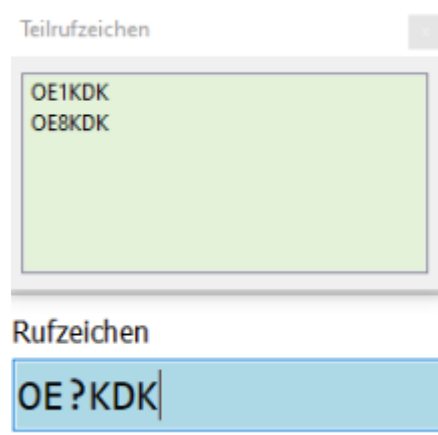 Teilrufzeichen
OE1KDK
OE8KDK
Rufzeichen
OE?KDK